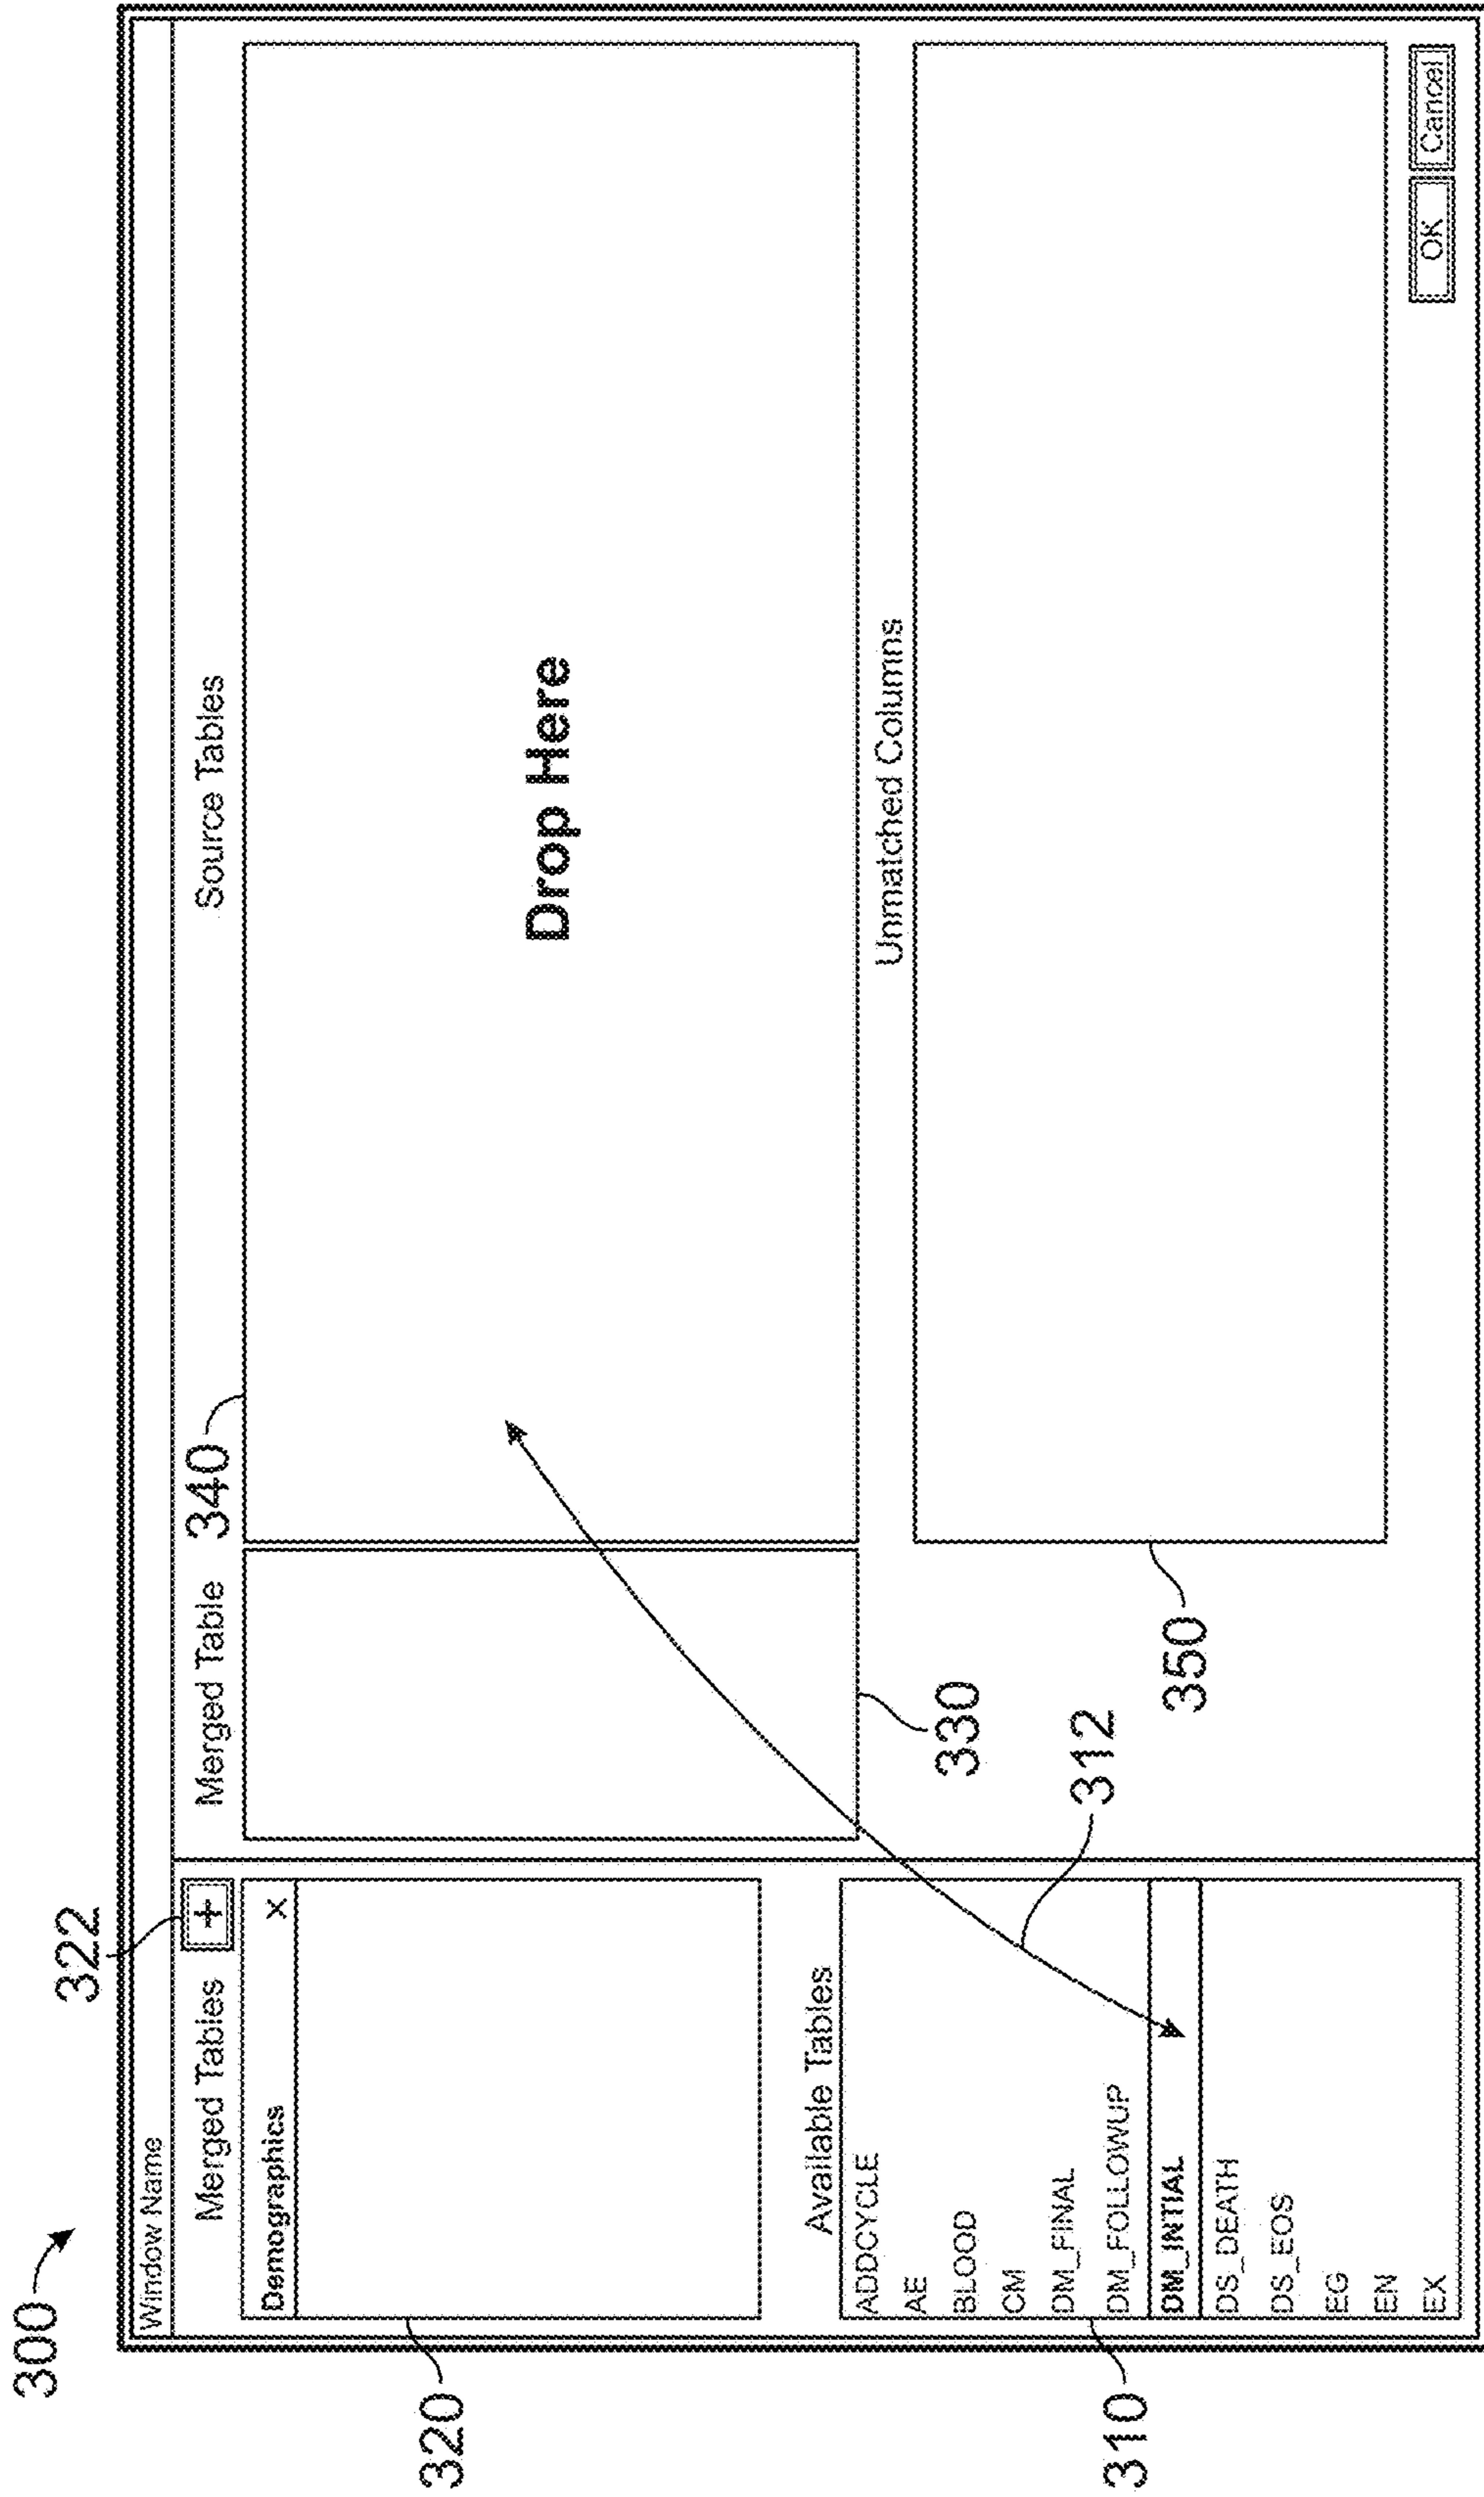 300
322
Window Name
Merged Tables +
Merged Table
340
Source Tables
Demographics X
Drop Here
320
330
Available Tables
Unmatched Columns
ADDCYCLE
AE
BLOOD
CM
DM_FINAL
DM_FOLLOWUP
DM_INTIAL
DS_DEATH
DS_EOS
EG
EN
EX
310
312
350
OK
Cancel